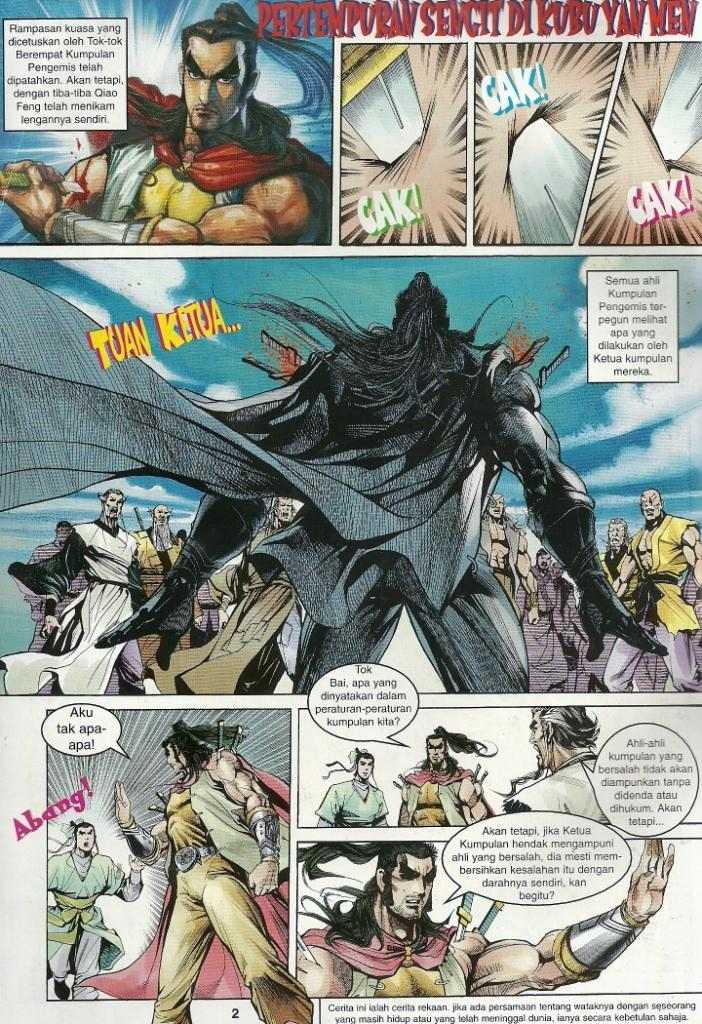 PERTEMPURAN SENGIT DI KUBU YAN MEN
Rampasan kuasa yang
dicetuskan oleh Tok-tok
Berempat Kumpulan
Pengemis telah
dipatahkan. Akan tetapi,
dengan tiba-tiba Qiao
Feng telah menikam
lengannya sendiri.
CAK!
CAK!
CAK!
TUAN KETUA...
Semua ahli
Kumpulan
Pengemis ter-
pegun melihat
apa yang
dilakukan oleh
Ketua kumpulan
mereka.
Aku
tak apa-
apa!
Abang!
Tok
Bai, apa yang
dinyatakan dalam
peraturan-peraturan
kumpulan kita?
Ahli-ahli
kumpulan yang
bersalah tidak akan
diampunkan tanpa
didenda atau
dihukum. Akan
tetapi...
Akan tetapi, jika Ketua
Kumpulan hendak mengampuni
ahli yang bersalah, dia mesti mem-
bersihkan kesalahan itu dengan
darahnya sendiri, kan
begitu?
2
Cerita ini ialah cerita rekaan. jika ada persamaan tentang wataknya dengan seseorang
yang masih hidup atau yang telah meninggal dunia, ianya secara kebetulan sahaja.